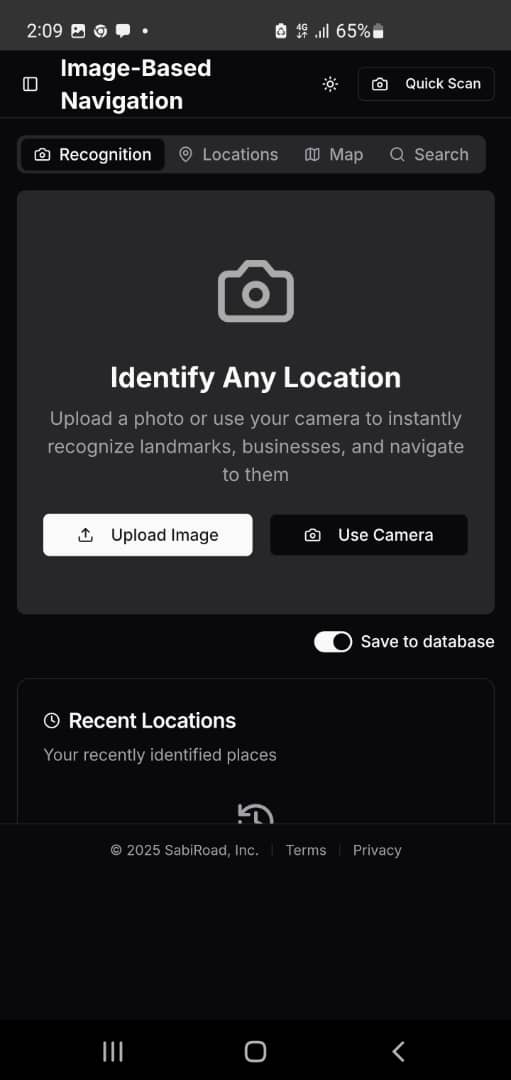 2:09
4G
65%
Image-Based
Navigation
Quick Scan
Recognition
Locations
Map
Search
Identify Any Location
Upload a photo or use your camera to instantly
recognize landmarks, businesses, and navigate
to them
Upload Image
Use Camera
Save to database
Recent Locations
Your recently identified places
© 2025 SabiRoad, Inc.
Terms
Privacy